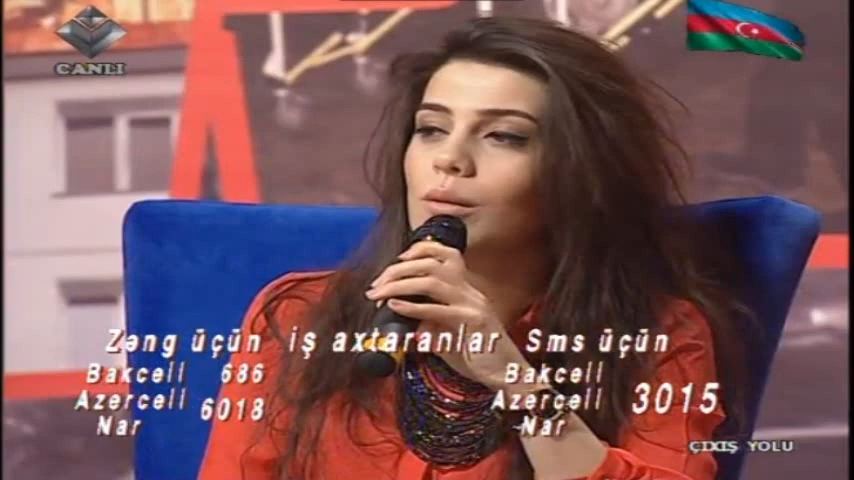 CANLI
Zəng üçün iş axtaranlar Sms üçün
Bakcell 686 Bakcell
Azercell 6018 Azercell 3015
Nar Nar
ÇIXIŞ YOLU